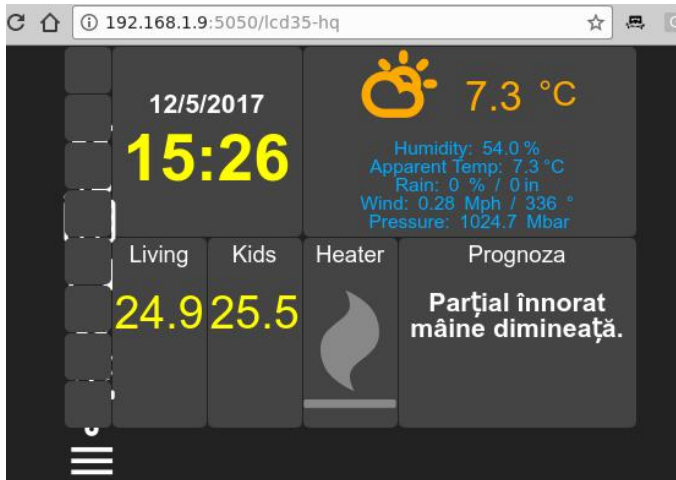 192.168.1.9:5050/lcd35-hq
12/5/2017
15:26
7.3 °C
Humidity: 54.0 %
Apparent Temp: 7.3 °C
Rain: 0 % / 0 in
Wind: 0.28 Mph / 336 °
Pressure: 1024.7 Mbar
Living
24.9
Kids
25.5
Heater
Prognoza
Parțial înnorat
mâine dimineață.